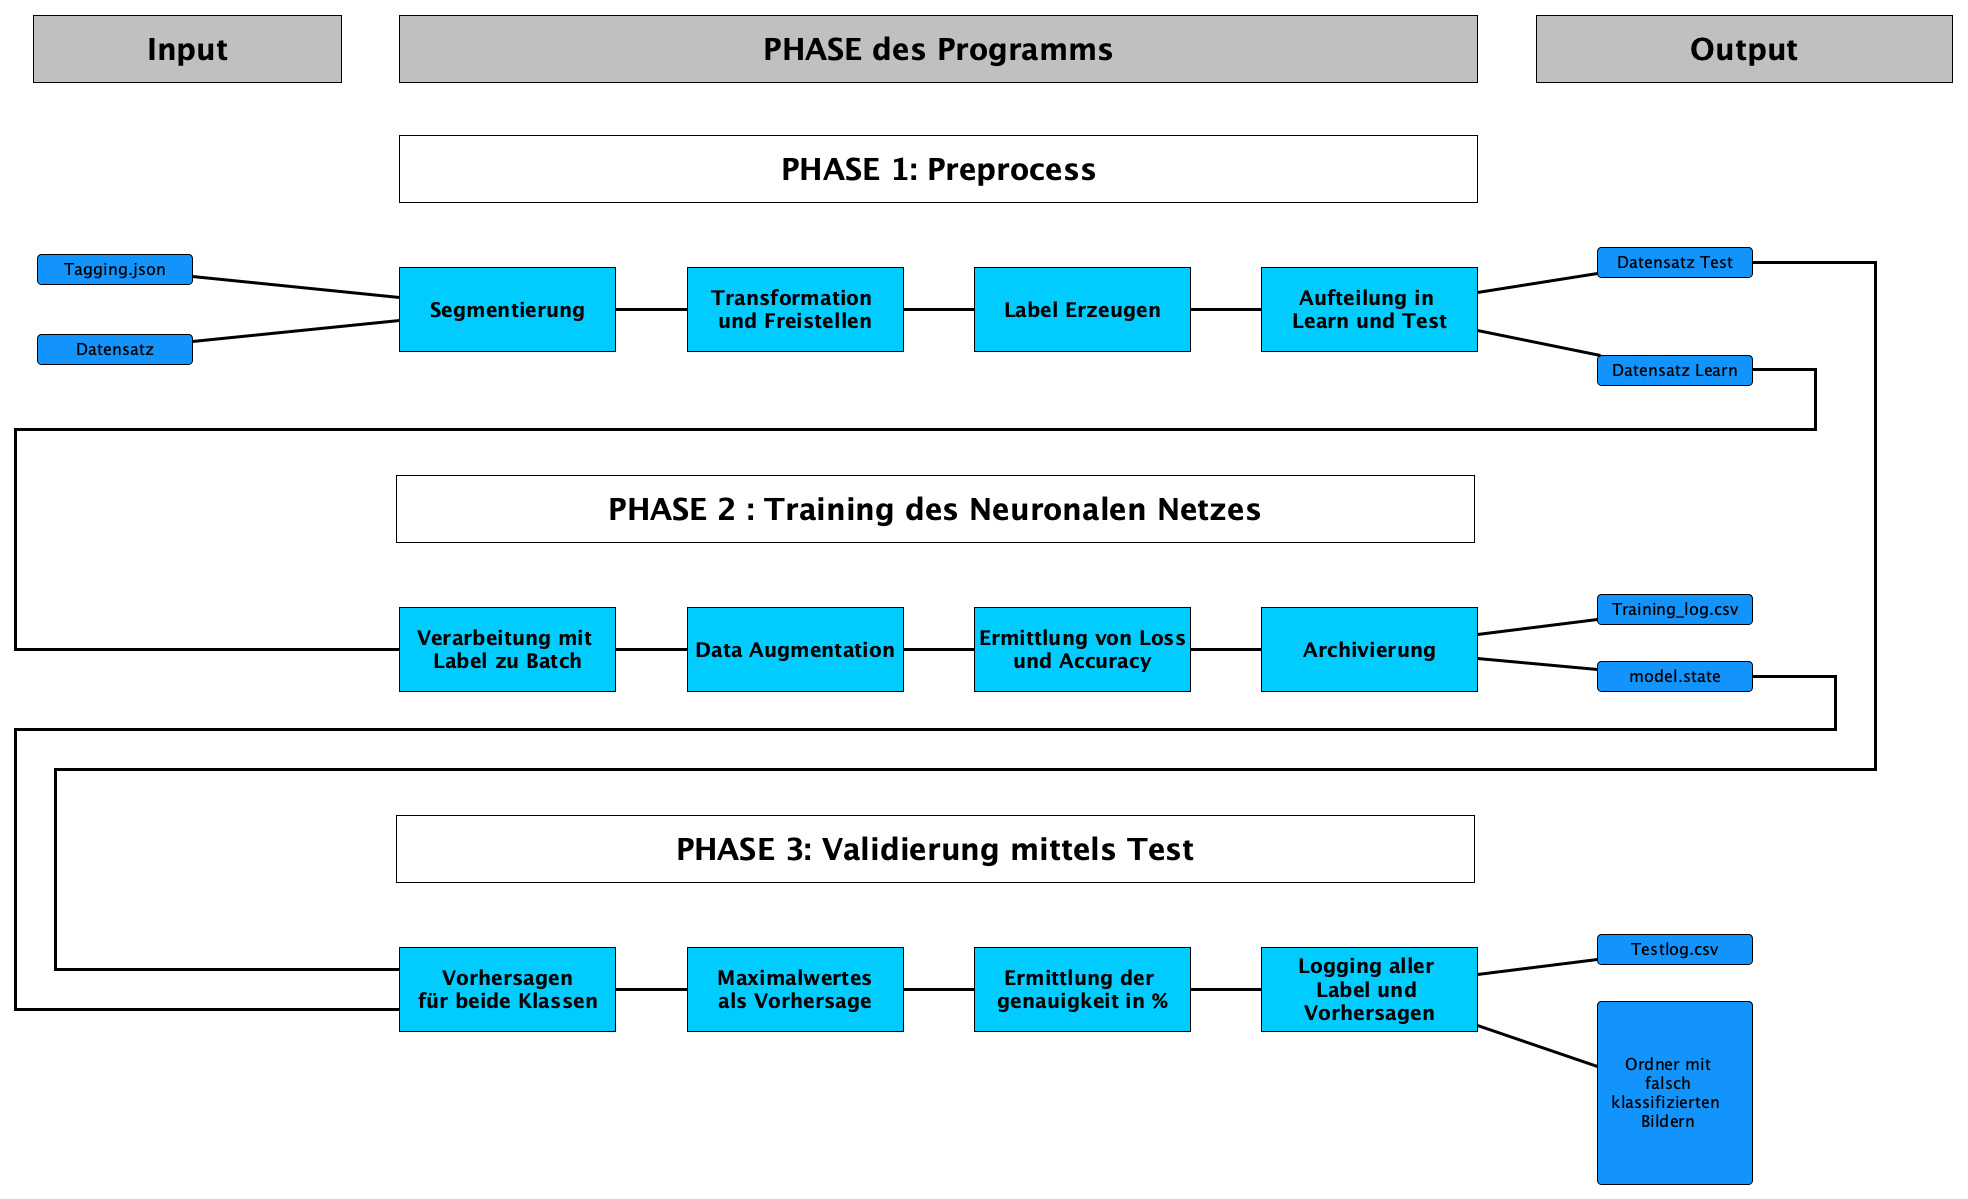 Input
PHASE des Programms
Output
PHASE 1: Preprocess
Tagging.json
Datensatz
Segmentierung
Transformation
und Freistellen
Label Erzeugen
Aufteilung in
Learn und Test
Datensatz Test
Datensatz Learn
PHASE 2 : Training des Neuronalen Netzes
Verarbeitung mit
Label zu Batch
Data Augmentation
Ermittlung von Loss
und Accuracy
Archivierung
Training_log.csv
model.state
PHASE 3: Validierung mittels Test
Vorhersagen
für beide Klassen
Maximalwertes
als Vorhersage
Ermittlung der
genauigkeit in %
Logging aller
Label und
Vorhersagen
Testlog.csv
Ordner mit
falsch
klassifizierten
Bildern